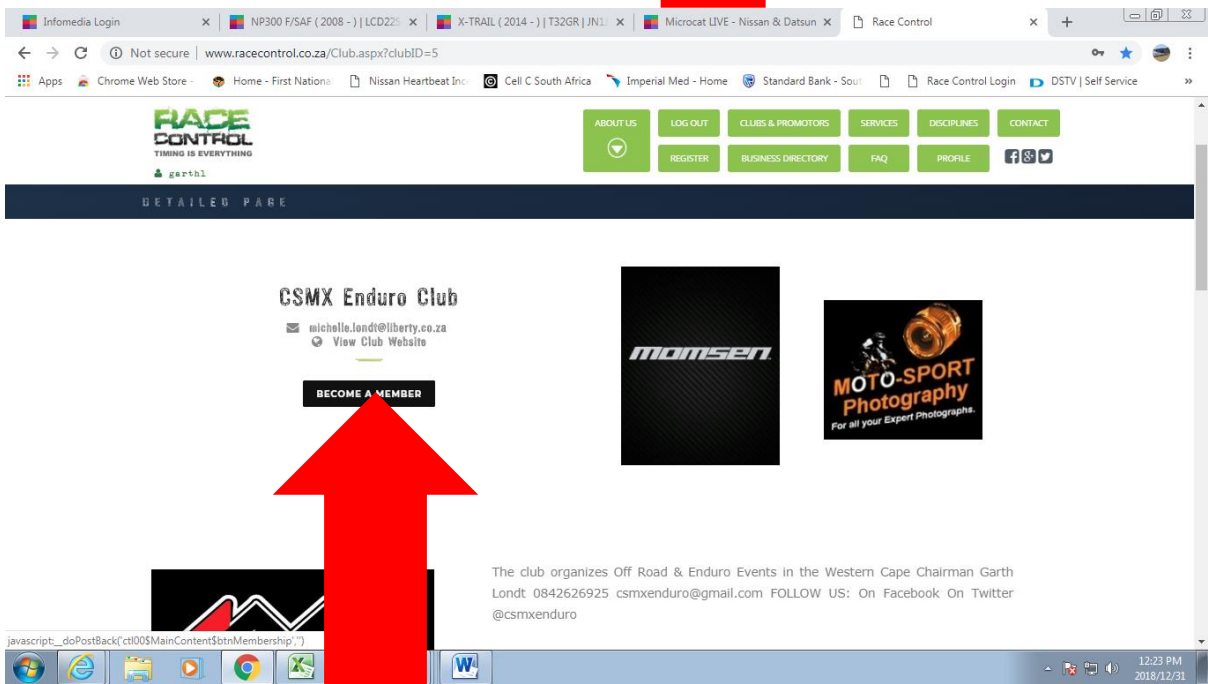 Infomedia Login
NP300 F/SAF ( 2008 - ) | LCD22S
X-TRAIL ( 2014 - ) | T32GR | JN1
Microcat LIVE - Nissan & Datsun
Race Control
Not secure | www.racecontrol.co.za/Club.aspx?clubID=5
Apps
Chrome Web Store -
Home - First Nationa
Nissan Heartbeat Inc
Cell C South Africa
Imperial Med - Home
Standard Bank - Sout
Race Control Login
DSTV | Self Service
»
RACE
CONTROL
TIMING IS EVERYTHING
garthl
ABOUT US
LOG OUT
CLUBS & PROMOTORS
SERVICES
DISCIPLINES
CONTACT
REGISTER
BUSINESS DIRECTORY
FAQ
PROFILE
DETAILED PAGE
CSMX Enduro Club
michelle.londt@liberty.co.za
View Club Website
BECOME A MEMBER
momsen
MOTO-SPORT
Photography
For all your Expert Photographs.
The club organizes Off Road & Enduro Events in the Western Cape Chairman Garth
Londt 0842626925 csmxenduro@gmail.com FOLLOW US: On Facebook On Twitter
@csmxenduro
javascript:__doPostBack('ctl00$MainContent$btnMembership','')
12:23 PM
2018/12/31